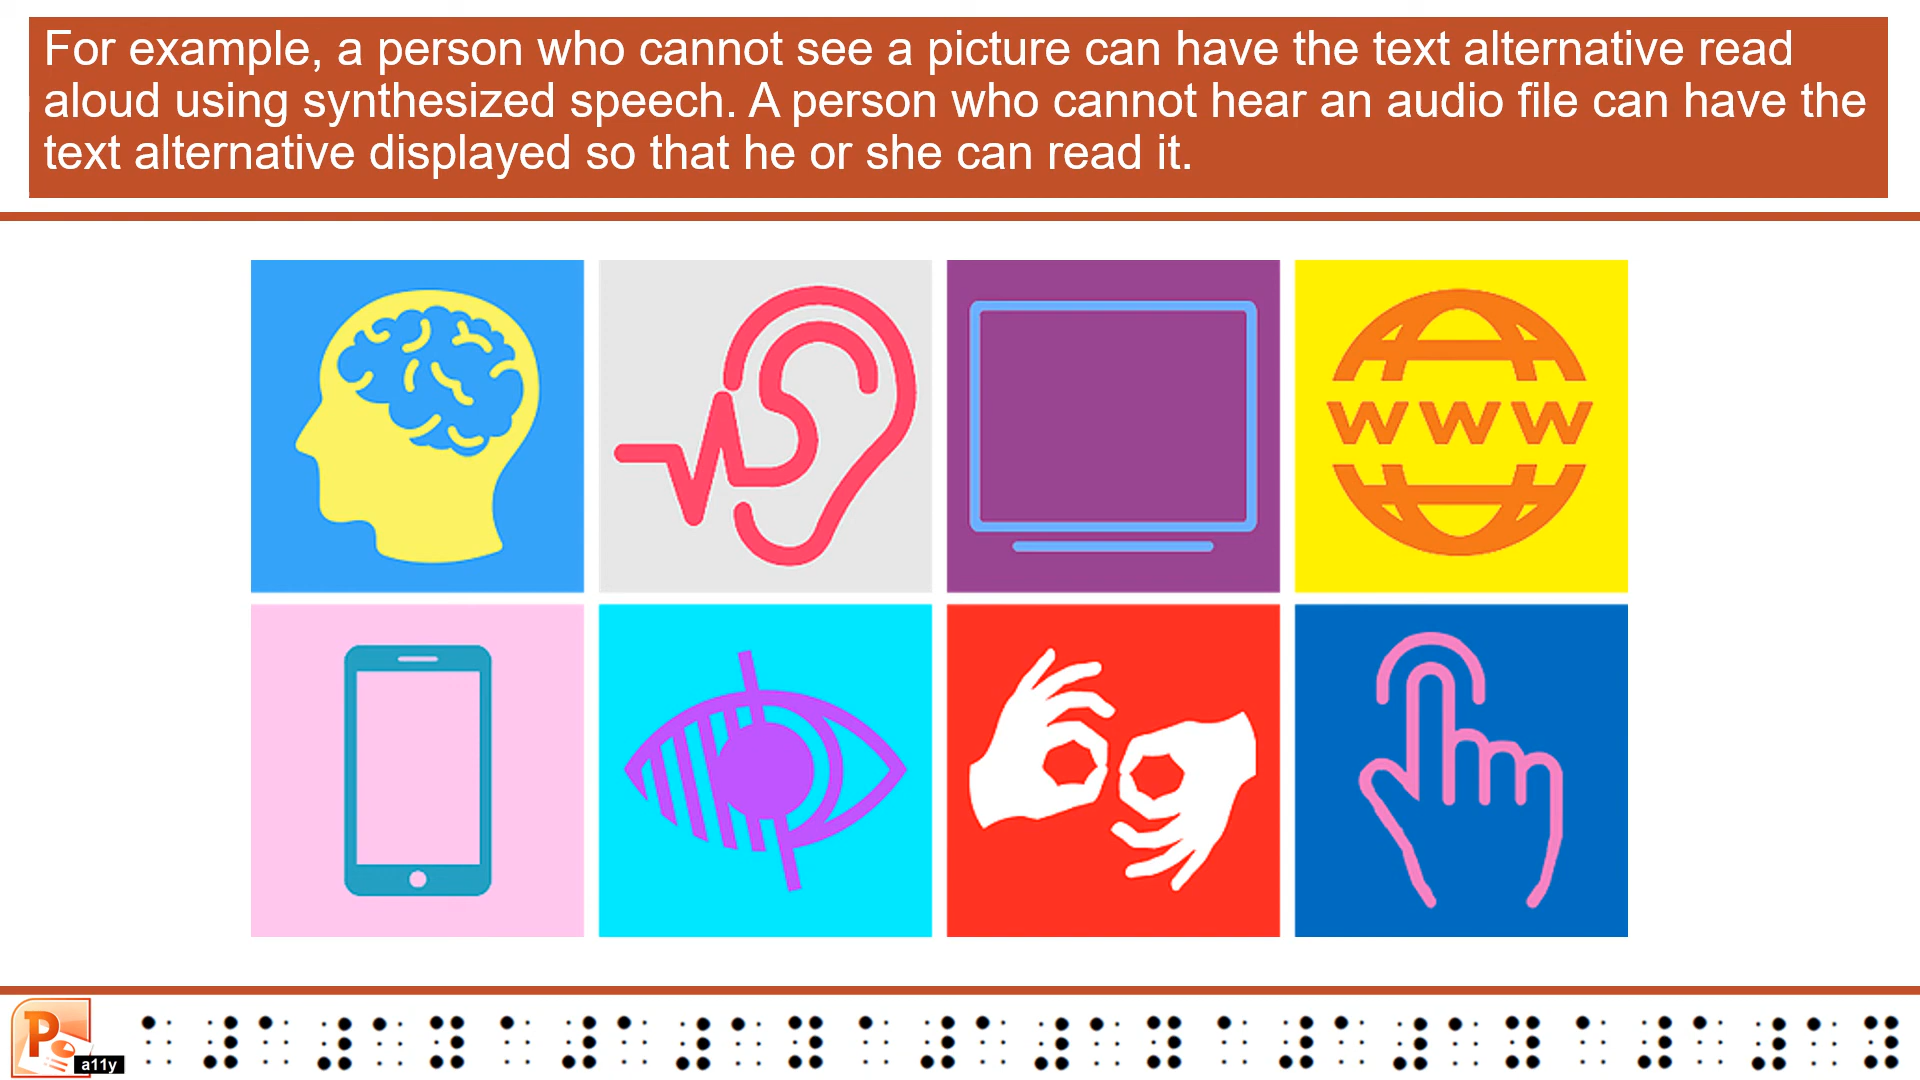 For example, a person who cannot see a picture can have the text alternative read
aloud using synthesized speech. A person who cannot hear an audio file can have the
text alternative displayed so that he or she can read it.
www
P
a11y